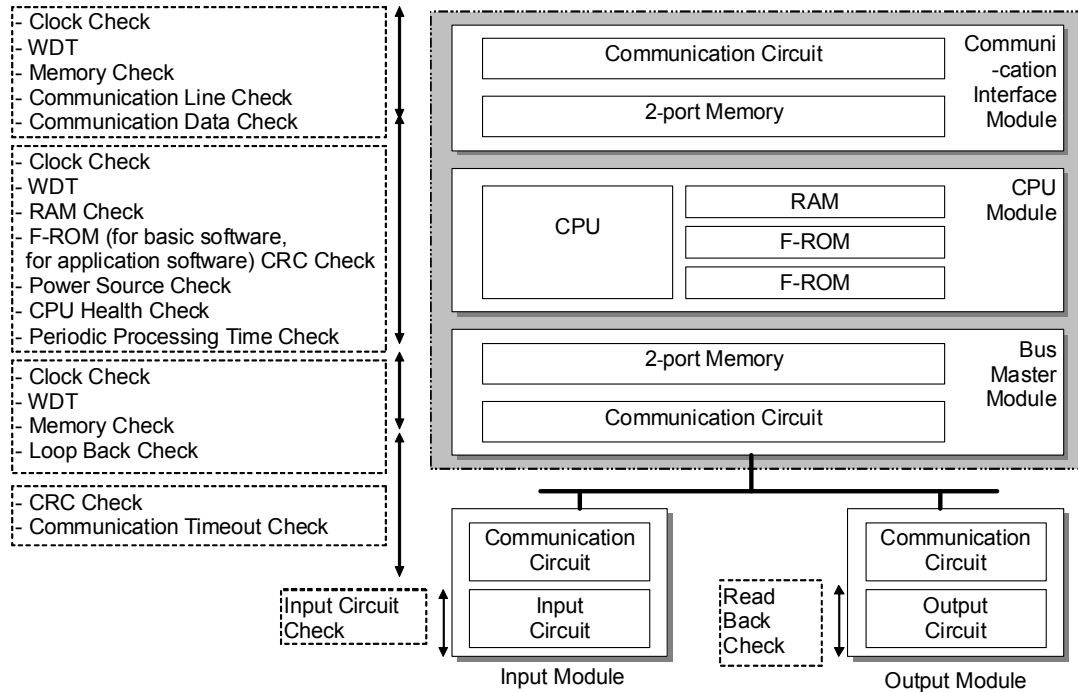 - Clock Check
- WDT
- Memory Check
- Communication Line Check
- Communication Data Check
- Clock Check
- WDT
- RAM Check
- F-ROM (for basic software,
for application software) CRC Check
- Power Source Check
- CPU Health Check
- Periodic Processing Time Check
- Clock Check
- WDT
- Memory Check
- Loop Back Check
- CRC Check
- Communication Timeout Check
Communication Circuit
2-port Memory
Communi
-cation
Interface
Module
CPU
RAM
F-ROM
F-ROM
CPU
Module
2-port Memory
Communication Circuit
Bus
Master
Module
Input Circuit
Check
Communication
Circuit
Input
Circuit
Input Module
Read
Back
Check
Communication
Circuit
Output
Circuit
Output Module